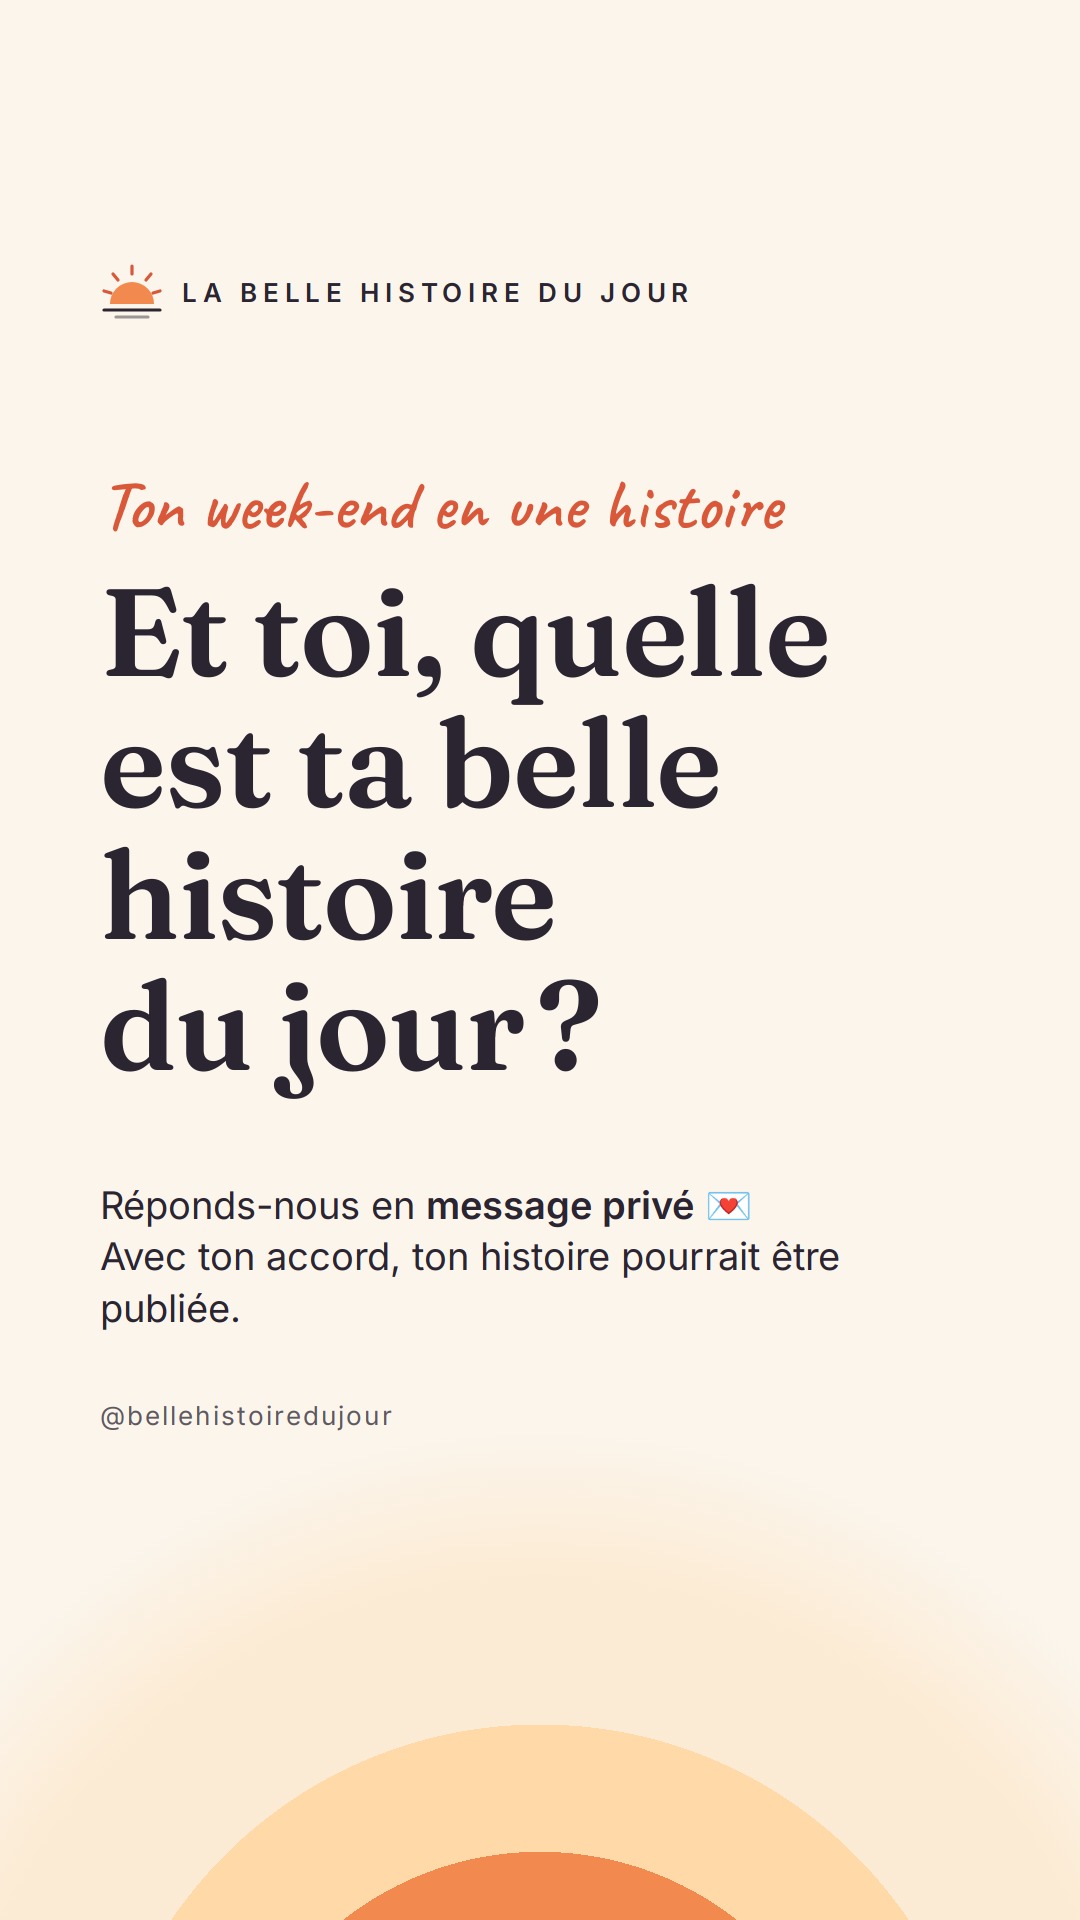 LA BELLE HISTOIRE DU JOUR
Ton week-end en une histoire
Et toi, quelle
est ta belle
histoire
du jour ?
Réponds-nous en message privé 💌
Avec ton accord, ton histoire pourrait être
publiée.
@bellehistoiredujour